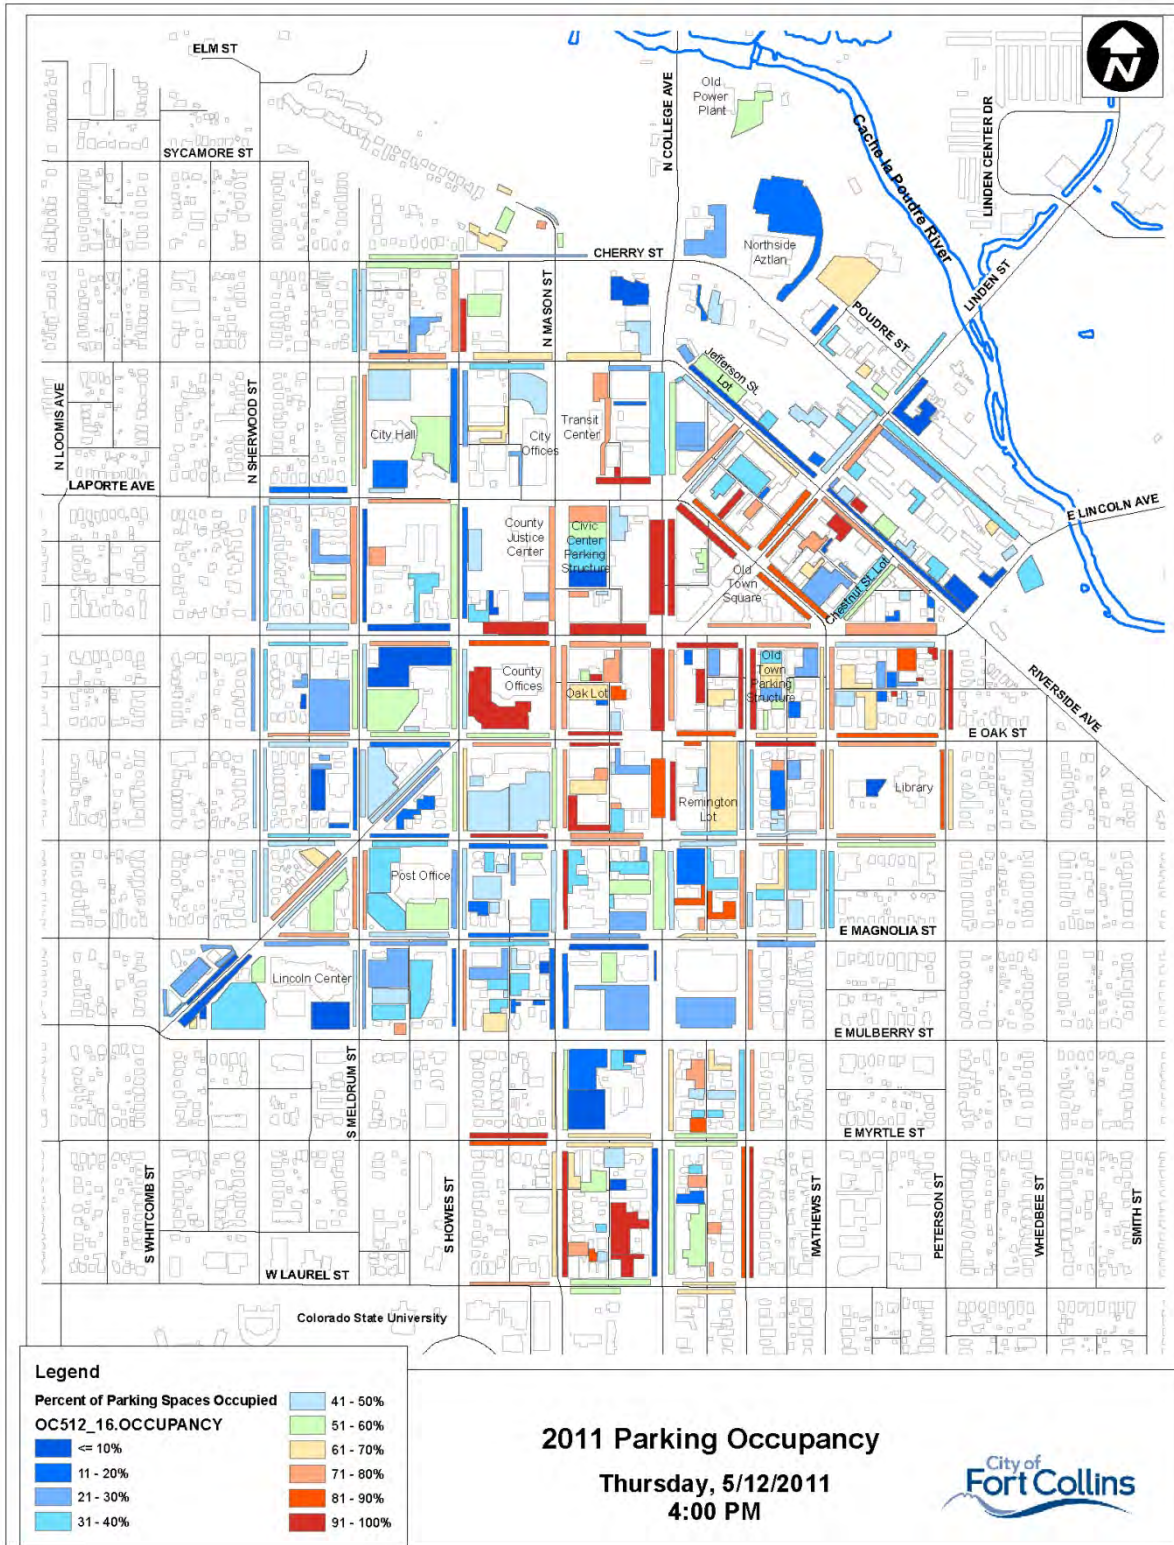 ELM ST
N COLLEGE AVE
Old
Power
Plant
N
LINDEN CENTER DR
Cache la Poudre River
SYCAMORE ST
CHERRY ST
N MASON ST
Northside
Aztlan
LINDEN ST
POUDRE ST
Jefferson St.
Lot
N LOOMIS AVE
N SHERWOOD ST
City Hall
City
Offices
Transit
Center
LAPORTE AVE
E LINCOLN AVE
County
Justice
Center
Civic
Center
Parking
Structure
Old
Town
Square
Chestnut St. Lot
County
Offices
Oak Lot
Old
Town
Parking
Structure
RIVERSIDE AVE
E OAK ST
Remington
Lot
Library
Post Office
E MAGNOLIA ST
Lincoln Center
E MULBERRY ST
S MELDRUM ST
E MYRTLE ST
S WHITCOMB ST
S HOWES ST
MATHEWS ST
PETERSON ST
WHEDBEE ST
SMITH ST
W LAUREL ST
Colorado State University
Legend
Percent of Parking Spaces Occupied
OC512_16.OCCUPANCY
<= 10%
11 - 20%
21 - 30%
31 - 40%
41 - 50%
51 - 60%
61 - 70%
71 - 80%
81 - 90%
91 - 100%
2011 Parking Occupancy
Thursday, 5/12/2011
4:00 PM
City of
Fort Collins